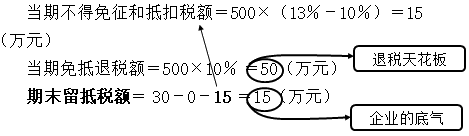 当期不得免征和抵扣税额＝500×（13%－10%）＝15
（万元）
当期免抵退税额＝500×10%＝50（万元）
退税天花板
期末留抵税额＝30－0－15＝15（万元）
企业的底气